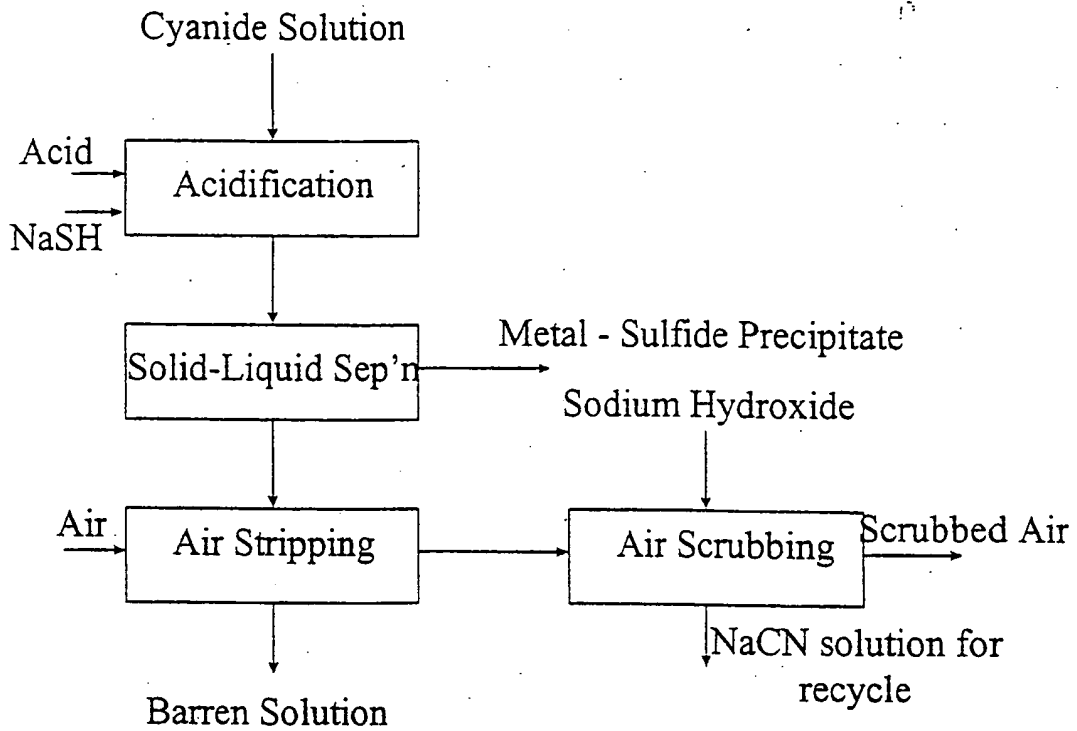 Cyanide Solution
Acid
Acidification
NaSH
Metal - Sulfide Precipitate
Solid-Liquid Sep'n
Sodium Hydroxide
Air
Air Stripping
Air Scrubbing
Scrubbed Air
NaCN solution for
recycle
Barren Solution